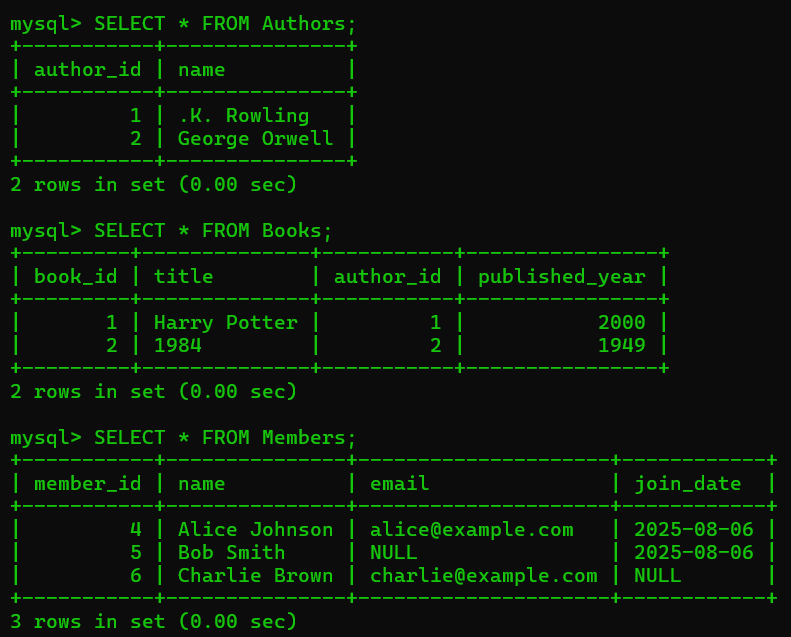 mysql> SELECT * FROM Authors;
+-----------+---------------+
| author_id | name          |
+-----------+---------------+
|         1 | .K. Rowling   |
|         2 | George Orwell |
+-----------+---------------+
2 rows in set (0.00 sec)

mysql> SELECT * FROM Books;
+---------+--------------+-----------+----------------+
| book_id | title        | author_id | published_year |
+---------+--------------+-----------+----------------+
|       1 | Harry Potter |         1 |           2000 |
|       2 | 1984         |         2 |           1949 |
+---------+--------------+-----------+----------------+
2 rows in set (0.00 sec)

mysql> SELECT * FROM Members;
+-----------+---------------+---------------------+------------+
| member_id | name          | email               | join_date  |
+-----------+---------------+---------------------+------------+
|         4 | Alice Johnson | alice@example.com   | 2025-08-06 |
|         5 | Bob Smith     | NULL                | 2025-08-06 |
|         6 | Charlie Brown | charlie@example.com | NULL       |
+-----------+---------------+---------------------+------------+
3 rows in set (0.00 sec)